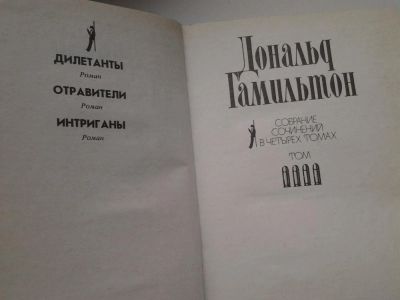 ДИЛЕТАНТЫ
Роман
ОТРАВИТЕЛИ
Роман
ИНТРИГАНЫ
Роман
Дональд
Гамильтон
СОБРАНИЕ
СОЧИНЕНИЙ
В ЧЕТЫРЕХ ТОМАХ
ТОМ